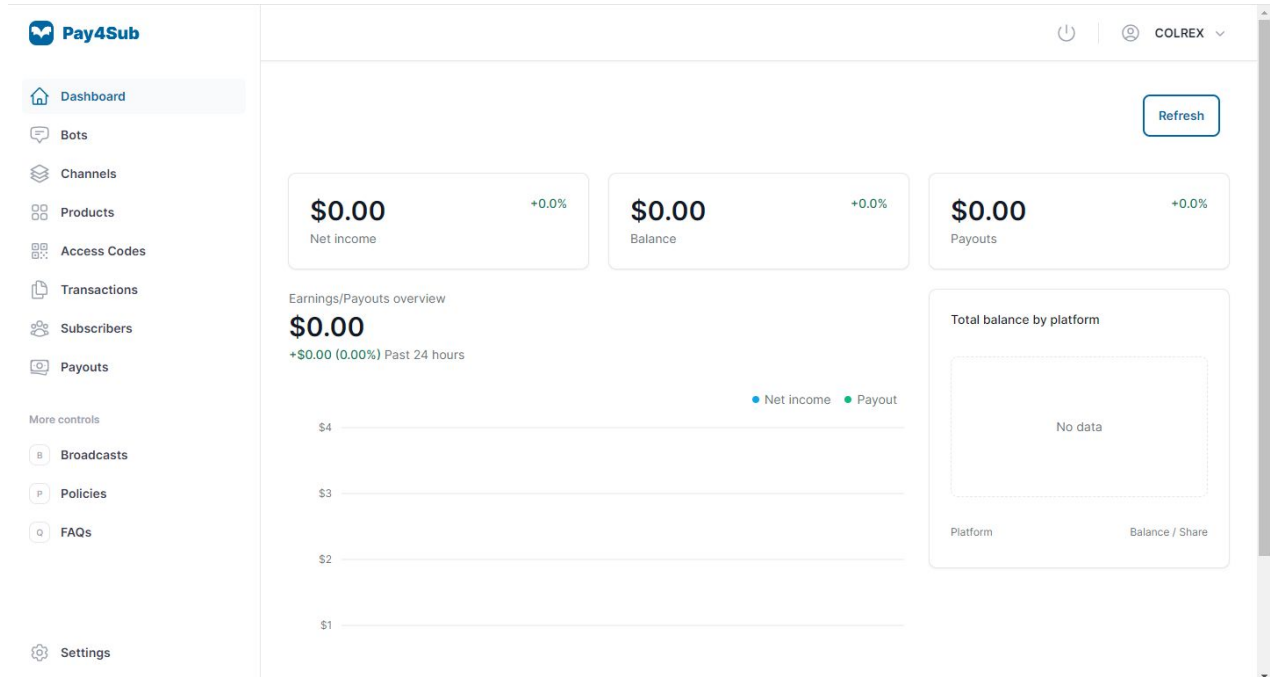 Pay4Sub
COLREX
Dashboard
Bots
Channels
Products
Access Codes
Transactions
Subscribers
Payouts
More controls
B Broadcasts
P Policies
Q FAQs
Settings
Refresh
$0.00 +0.0%
Net income
$0.00 +0.0%
Balance
$0.00 +0.0%
Payouts
Earnings/Payouts overview
$0.00
+$0.00 (0.00%) Past 24 hours
Net income Payout
$4
$3
$2
$1
Total balance by platform
No data
Platform Balance / Share